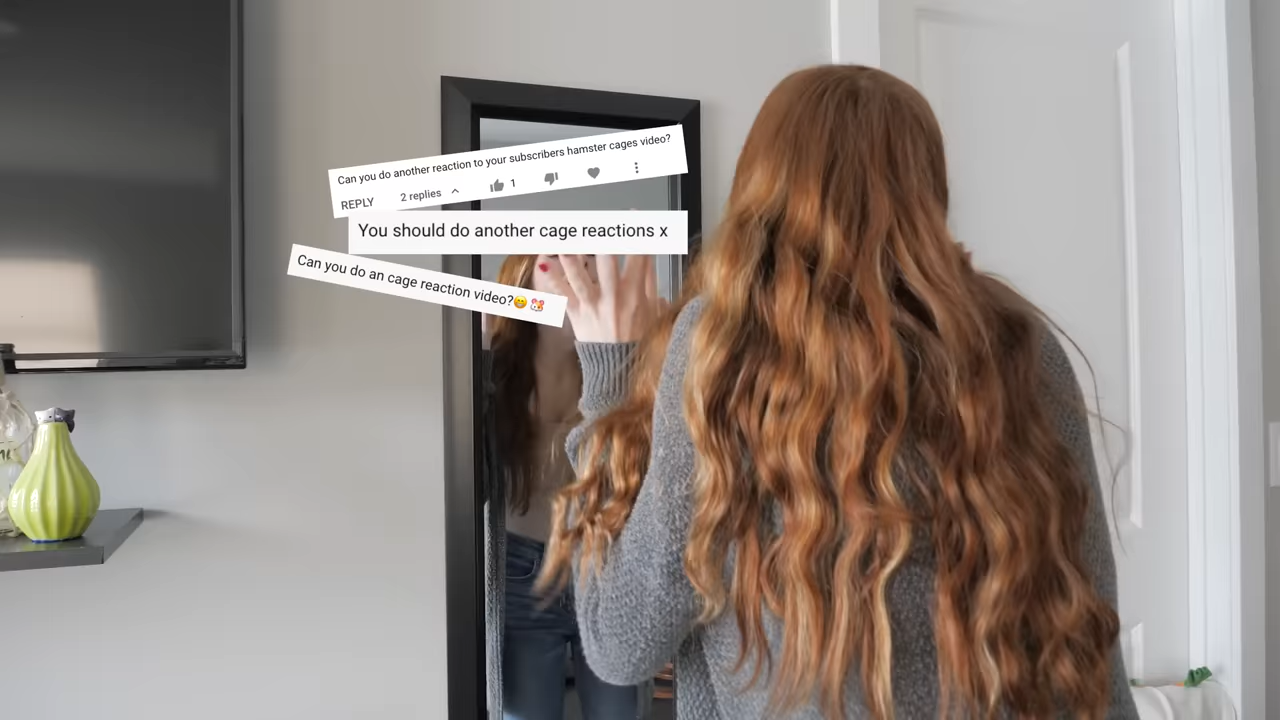 Can you do another reaction to your subscribers hamster cages video?
REPLY 2 replies 1
You should do another cage reactions x
Can you do an cage reaction video?😁🐹